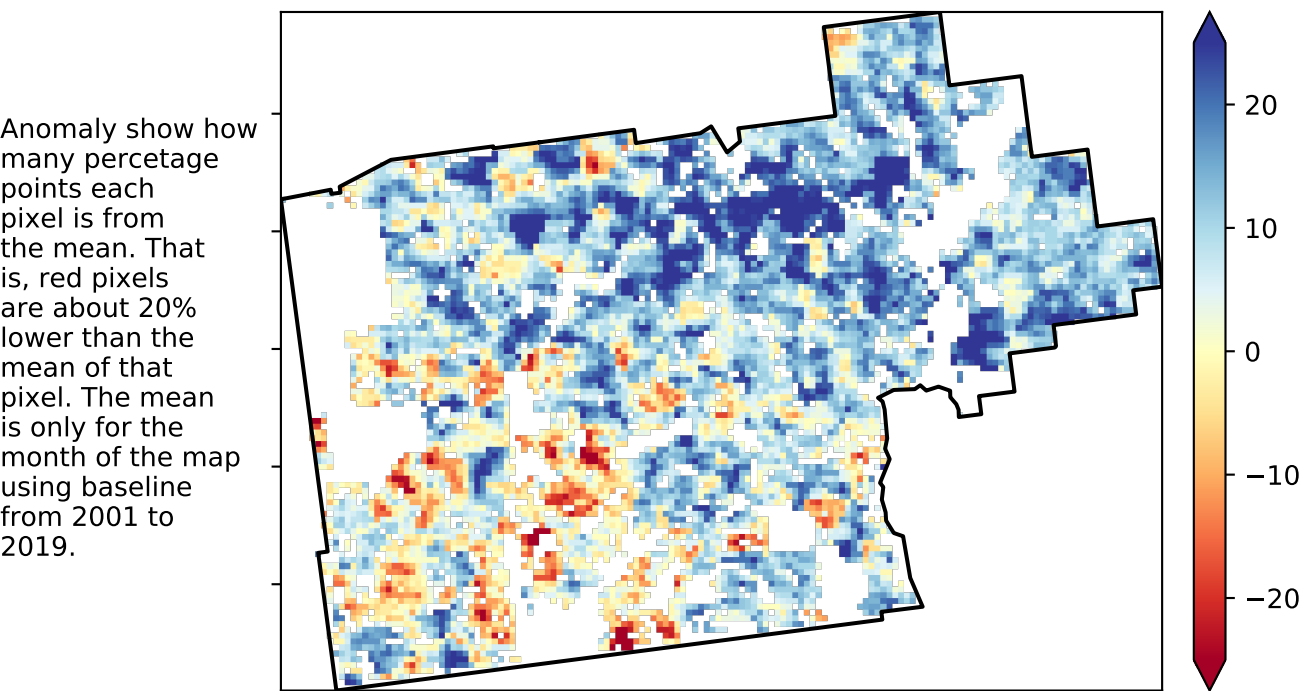 Anomaly show how
many percetage
points each
pixel is from
the mean. That
is, red pixels
are about 20%
lower than the
mean of that
pixel. The mean
is only for the
month of the map
using baseline
from 2001 to
2019.
20
10
0
−10
−20